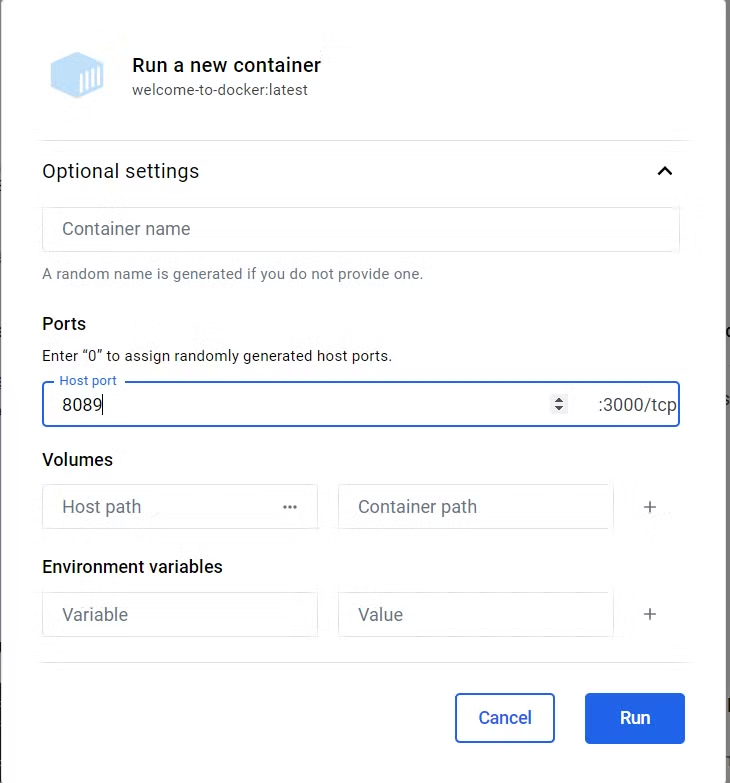 Run a new container
welcome-to-docker:latest
Optional settings
Container name
A random name is generated if you do not provide one.
Ports
Enter “0” to assign randomly generated host ports.
Host port
8089 :3000/tcp
Volumes
Host path ... Container path +
Environment variables
Variable Value +
Cancel Run